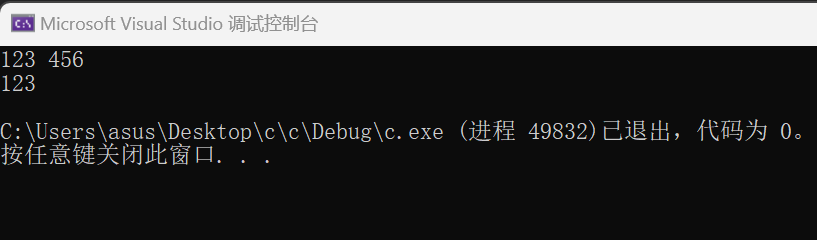 C:\ Microsoft Visual Studio 调试控制台
123 456
123
C:\Users\asus\Desktop\c\c\Debug\c.exe (进程 49832)已退出，代码为 0。
按任意键关闭此窗口. . .